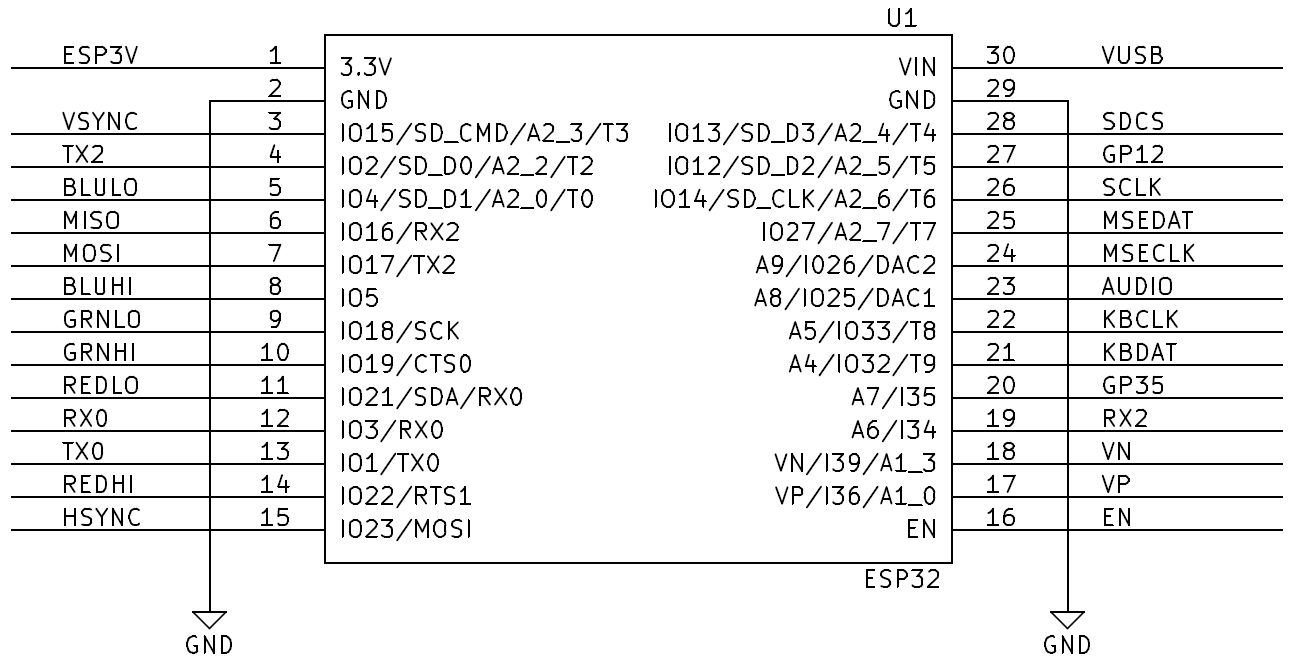 U1
ESP3V 1 3.3V VIN 30 VUSB
2 GND GND 29
VSYNC 3 IO15/SD_CMD/A2_3/T3 IO13/SD_D3/A2_4/T4 28 SDCS
TX2 4 IO2/SD_D0/A2_2/T2 IO12/SD_D2/A2_5/T5 27 GP12
BLULO 5 IO4/SD_D1/A2_0/T0 IO14/SD_CLK/A2_6/T6 26 SCLK
MISO 6 IO16/RX2 IO27/A2_7/T7 25 MSEDAT
MOSI 7 IO17/TX2 A9/IO26/DAC2 24 MSECLK
BLUHI 8 IO5 A8/IO25/DAC1 23 AUDIO
GRNLO 9 IO18/SCK A5/IO33/T8 22 KBCLK
GRNHI 10 IO19/CTS0 A4/IO32/T9 21 KBDAT
REDLO 11 IO21/SDA/RX0 A7/I35 20 GP35
RX0 12 IO3/RX0 A6/I34 19 RX2
TX0 13 IO1/TX0 VN/I39/A1_3 18 VN
REDHI 14 IO22/RTS1 VP/I36/A1_0 17 VP
HSYNC 15 IO23/MOSI EN 16 EN
ESP32
GND GND